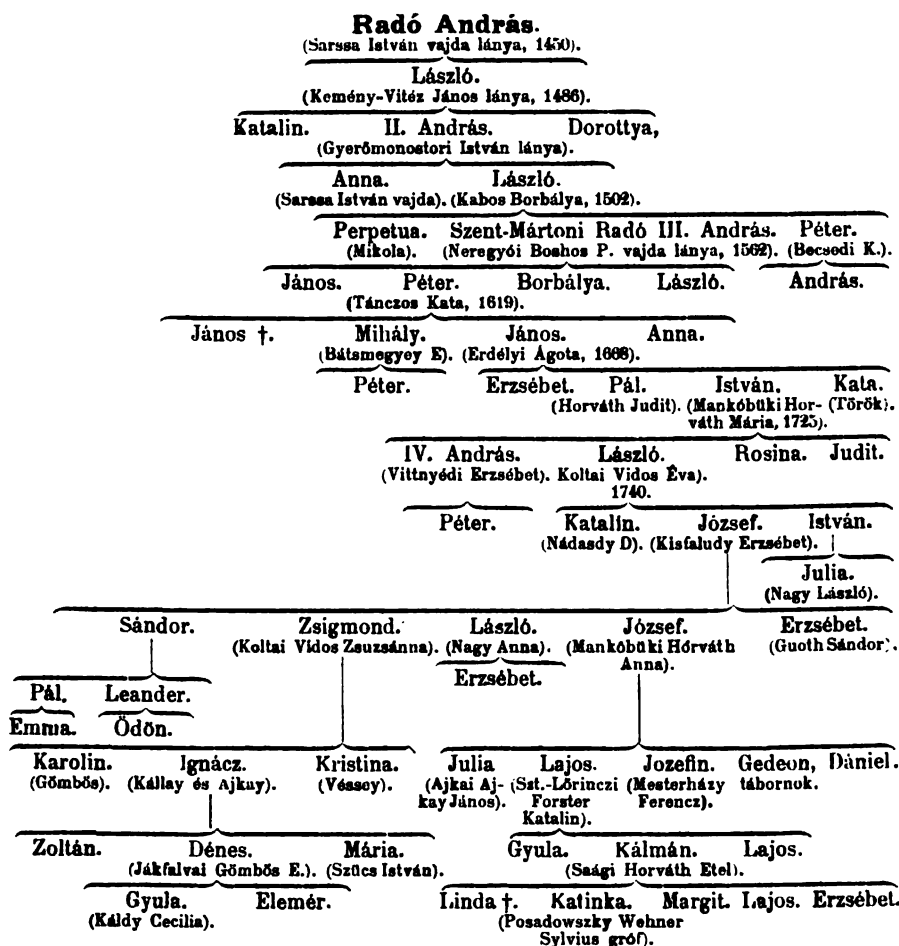 Radó András.
(Sarssa István vajda lánya, 1450).
László.
(Kemény-Vitéz János lánya, 1486).
Katalin. II. András. Dorottya,
(Gyerőmonostori István lánya).
Anna. László.
(Sarssa István vajda). (Kabos Borbálya, 1502).
Perpetua. Szent-Mártoni Radó III. András. Péter.
(Mikola). (Neregyói Boshos P. vajda lánya, 1562). (Becsedi K.).
János. Péter. Borbálya. László. András.
(Tánczos Kata, 1619).
János †. Mihály. János. Anna.
(Bátsmegyey E). (Erdélyi Ágota, 1668).
Péter. Erzsébet. Pál. István. Kata.
(Horváth Judit). (Mankóbüki Hor- (Török).
váth Mária, 1725).
IV. András. László. Rosina. Judit.
(Vittnyédi Erzsébet). Koltai Vidos Éva).
1740.
Péter. Katalin. József. István.
(Nádasdy D). (Kisfaludy Erzsébet).
Julia.
(Nagy László).
Sándor. Zsigmond. László. József. Erzsébet.
(Koltai Vidos Zsuzsánna). (Nagy Anna). (Mankóbüki Hórváth (Guoth Sándor).
Anna).
Erzsébet.
Pál. Leander.
Emma. Ödön.
Karolin. Ignácz. Kristina. Julia Lajos. Jozefin. Gedeon, Dániel.
(Gömbös). (Kállay és Ajkay). (Véssey). (Ajkai Aj- (Szt.-Lőrinczi (Mesterházy tábornok.
kay János). Forster Ferencz).
Katalin).
Zoltán. Dénes. Mária. Gyula. Kálmán. Lajos.
(Jákfalvai Gömbös E.). (Szücs István). (Saági Horváth Etel).
Gyula. Elemér. Linda †. Katinka. Margit. Lajos. Erzsébet.
(Káldy Cecilia). (Posadowszky Wehner
Sylvius gróf).